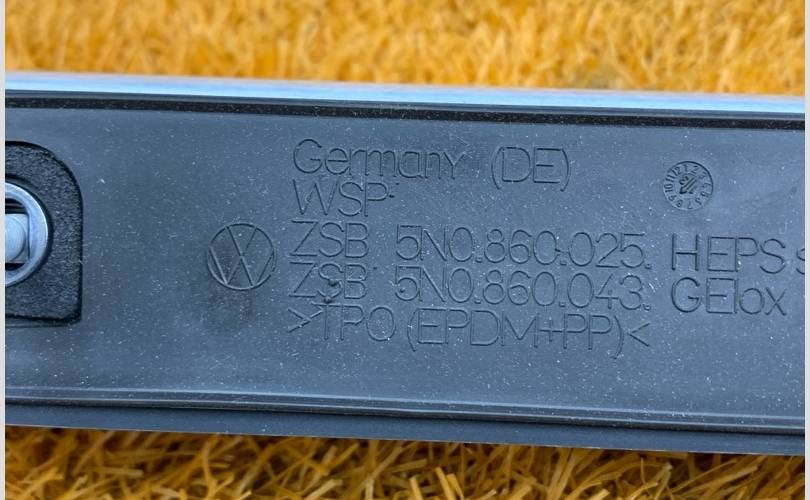 Germany (DE)
WSP
ZSB 5N0.860.025. HEPS
ZSB 5N0.860.043. GElox
>TPO (EPDM+PP)<